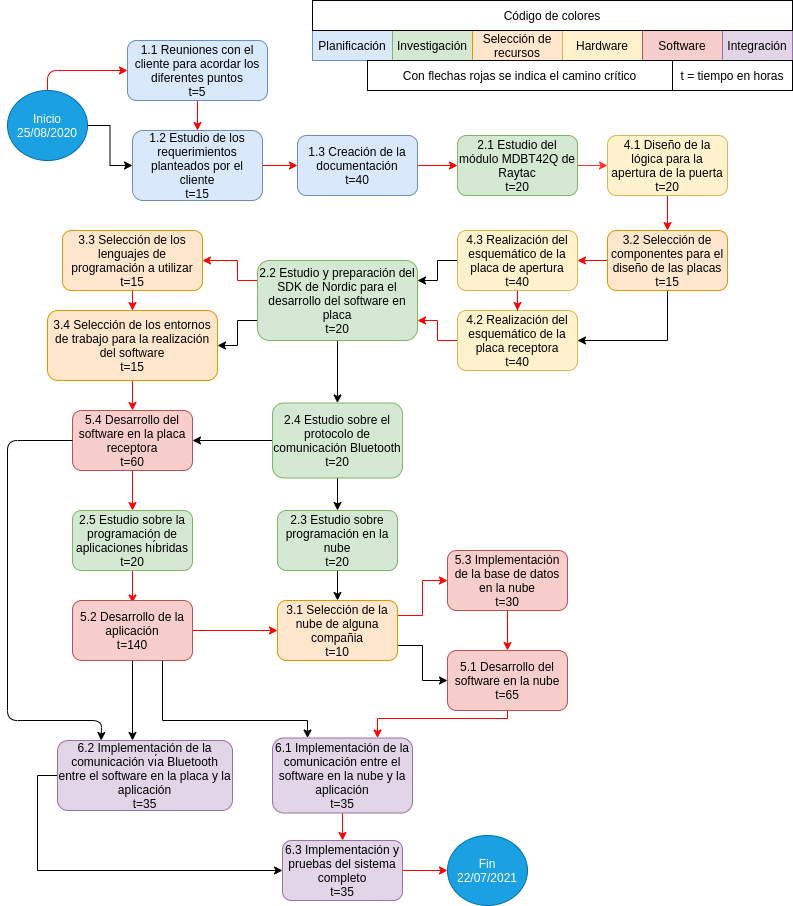 Código de colores
Planificación
Investigación
Selección de
recursos
Hardware
Software
Integración
Con flechas rojas se indica el camino crítico
t = tiempo en horas
1.1 Reuniones con el
cliente para acordar los
diferentes puntos
t=5
Inicio
25/08/2020
1.2 Estudio de los
requerimientos
planteados por el
cliente
t=15
1.3 Creación de la
documentación
t=40
2.1 Estudio del
módulo MDBT42Q de
Raytac
t=20
4.1 Diseño de la
lógica para la
apertura de la puerta
t=20
3.3 Selección de los
lenguajes de
programación a utilizar
t=15
2.2 Estudio y preparación del
SDK de Nordic para el
desarrollo del software en
placa
t=20
4.3 Realización del
esquemático de la
placa de apertura
t=40
3.2 Selección de
componentes para el
diseño de las placas
t=15
3.4 Selección de los entornos
de trabajo para la realización
del software
t=15
4.2 Realización del
esquemático de la
placa receptora
t=40
5.4 Desarrollo del
software en la placa
receptora
t=60
2.4 Estudio sobre el
protocolo de
comunicación Bluetooth
t=20
2.5 Estudio sobre la
programación de
aplicaciones híbridas
t=20
2.3 Estudio sobre
programación en la
nube
t=20
5.3 Implementación
de la base de datos
en la nube
t=30
5.2 Desarrollo de la
aplicación
t=140
3.1 Selección de la
nube de alguna
compañia
t=10
5.1 Desarrollo del
software en la nube
t=65
6.2 Implementación de la
comunicación vía Bluetooth
entre el software en la placa y la
aplicación
t=35
6.1 Implementación de la
comunicación entre el
software en la nube y la
aplicación
t=35
6.3 Implementación y
pruebas del sistema
completo
t=35
Fin
22/07/2021